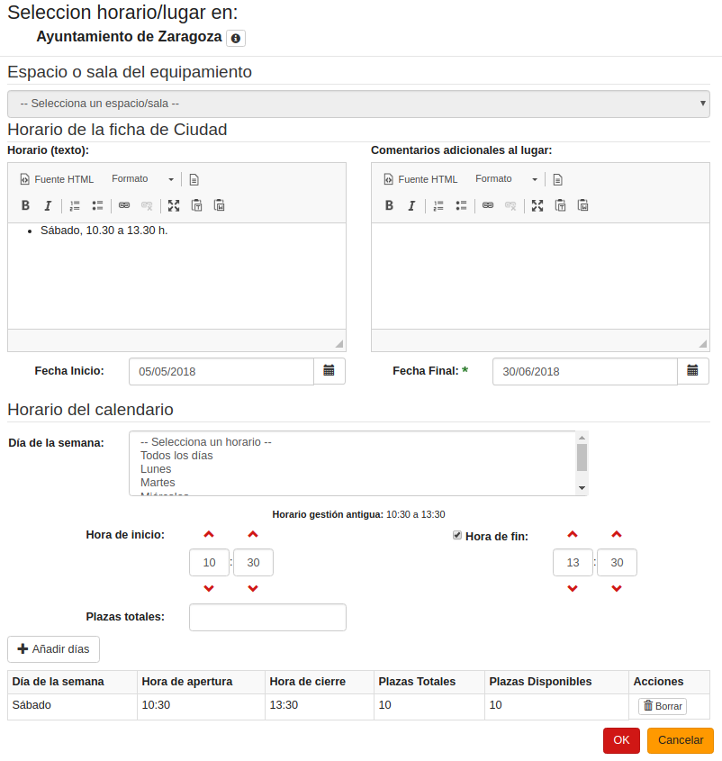 Seleccion horario/lugar en:
Ayuntamiento de Zaragoza
Espacio o sala del equipamiento
-- Selecciona un espacio/sala --
Horario de la ficha de Ciudad
Horario (texto): Comentarios adicionales al lugar:
Fuente HTML Formato Fuente HTML Formato
B I B I
• Sábado, 10.30 a 13.30 h.
Fecha Inicio: 05/05/2018 Fecha Final: * 30/06/2018
Horario del calendario
Día de la semana: -- Selecciona un horario --
Todos los días
Lunes
Martes
Miércoles
Horario gestión antigua: 10:30 a 13:30
Hora de inicio: Hora de fin:
10 : 30 13 : 30
Plazas totales:
Añadir días
Día de la semana Hora de apertura Hora de cierre Plazas Totales Plazas Disponibles Acciones
Sábado 10:30 13:30 10 10 Borrar
OK Cancelar